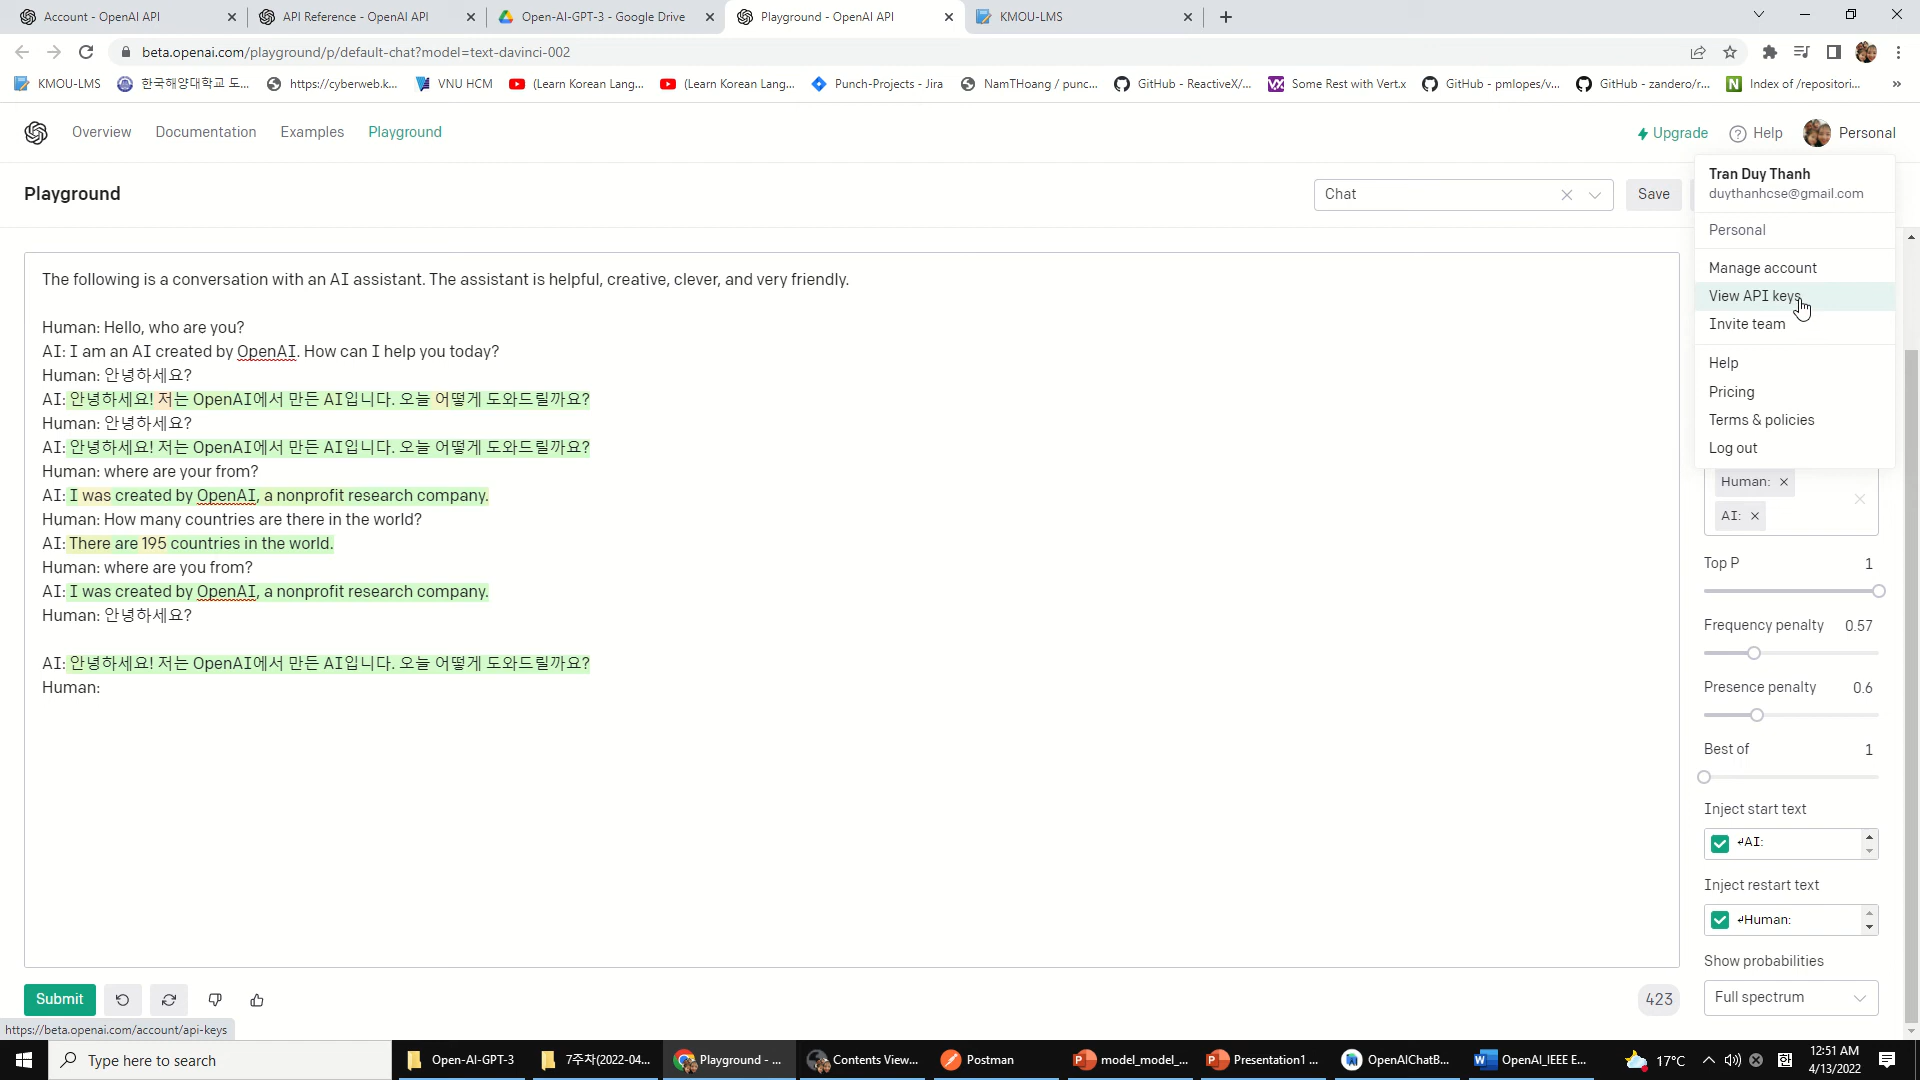 Account - OpenAI API
API Reference - OpenAI API
Open-AI-GPT-3 - Google Drive
Playground - OpenAI API
KMOU-LMS
beta.openai.com/playground/p/default-chat?model=text-davinci-002
KMOU-LMS
한국해양대학교 도...
https://cyberweb.k...
VNU HCM
(Learn Korean Lang...
(Learn Korean Lang...
Punch-Projects - Jira
NamTHoang / punc...
GitHub - ReactiveX/...
Some Rest with Vert.x
GitHub - pmlopes/v...
GitHub - zandero/r...
Index of /repositori...
Overview
Documentation
Examples
Playground
Upgrade
Help
Personal
Playground
Chat
Save
Tran Duy Thanh
duythanhcse@gmail.com
Personal
Manage account
View API keys
Invite team
Help
Pricing
Terms & policies
Log out
The following is a conversation with an AI assistant. The assistant is helpful, creative, clever, and very friendly.
Human: Hello, who are you?
AI: I am an AI created by OpenAI. How can I help you today?
Human: 안녕하세요?
AI: 안녕하세요! 저는 OpenAI에서 만든 AI입니다. 오늘 어떻게 도와드릴까요?
Human: 안녕하세요?
AI: 안녕하세요! 저는 OpenAI에서 만든 AI입니다. 오늘 어떻게 도와드릴까요?
Human: where are your from?
AI: I was created by OpenAI, a nonprofit research company.
Human: How many countries are there in the world?
AI: There are 195 countries in the world.
Human: where are you from?
AI: I was created by OpenAI, a nonprofit research company.
Human: 안녕하세요?
AI: 안녕하세요! 저는 OpenAI에서 만든 AI입니다. 오늘 어떻게 도와드릴까요?
Human:
Human:
AI:
Top P 1
Frequency penalty 0.57
Presence penalty 0.6
Best of 1
Inject start text
↵AI:
Inject restart text
↵Human:
Show probabilities
Full spectrum
Submit
423
https://beta.openai.com/account/api-keys
Type here to search
Open-AI-GPT-3
7주차(2022-04...
Playground - ...
Contents View...
Postman
model_model_...
Presentation1 ...
OpenAIChatB...
OpenAI_IEEE E...
17°C
한
12:51 AM
4/13/2022